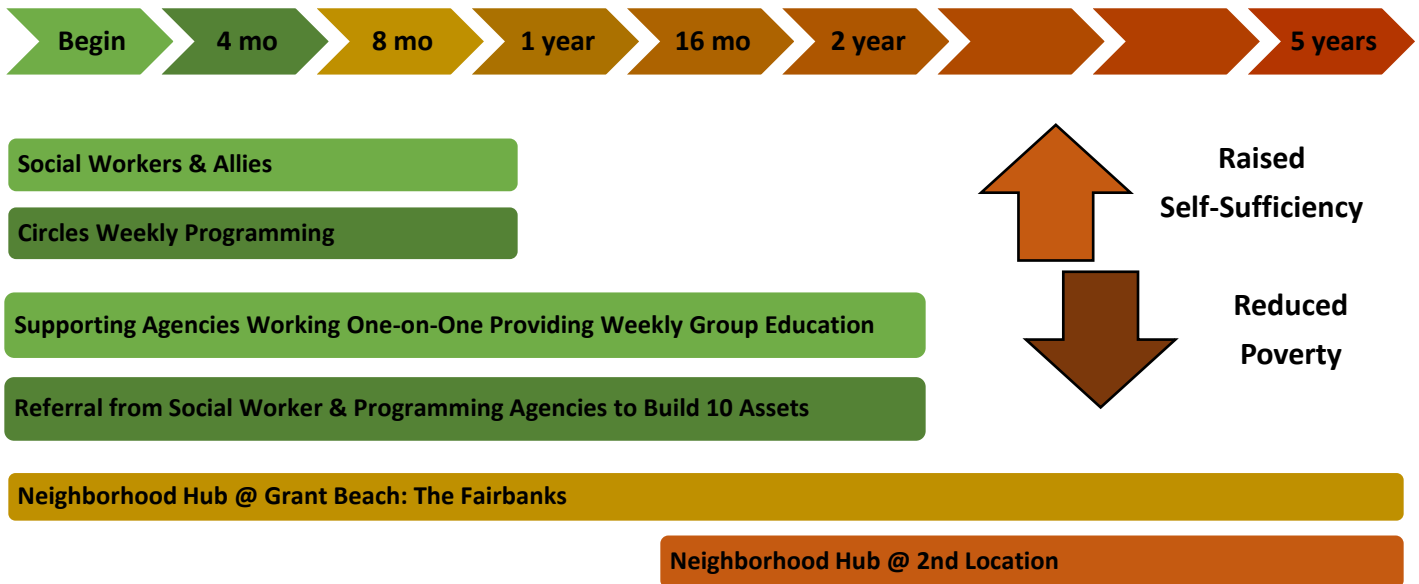 Begin
4 mo
8 mo
1 year
16 mo
2 year
5 years
Social Workers & Allies
Circles Weekly Programming
Supporting Agencies Working One-on-One Providing Weekly Group Education
Referral from Social Worker & Programming Agencies to Build 10 Assets
Raised
Self-Sufficiency
Reduced
Poverty
Neighborhood Hub @ Grant Beach: The Fairbanks
Neighborhood Hub @ 2nd Location